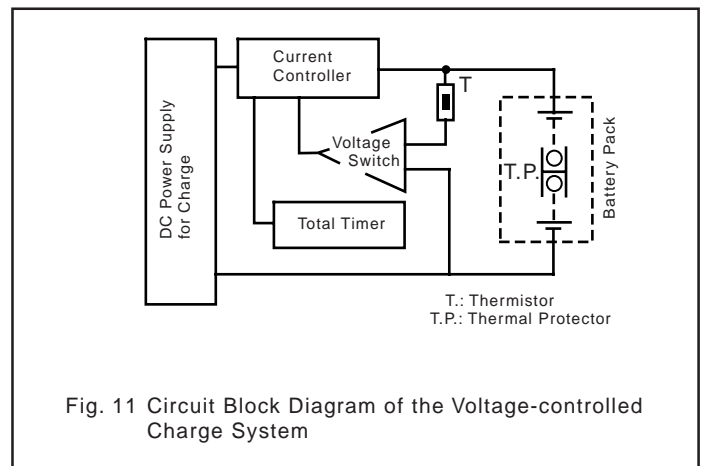 DC Power Supply
for Charge
Current
Controller
T
Voltage
Switch
Total Timer
T.P.
Battery Pack
T.: Thermistor
T.P.: Thermal Protector
Fig. 11 Circuit Block Diagram of the Voltage-controlled
Charge System